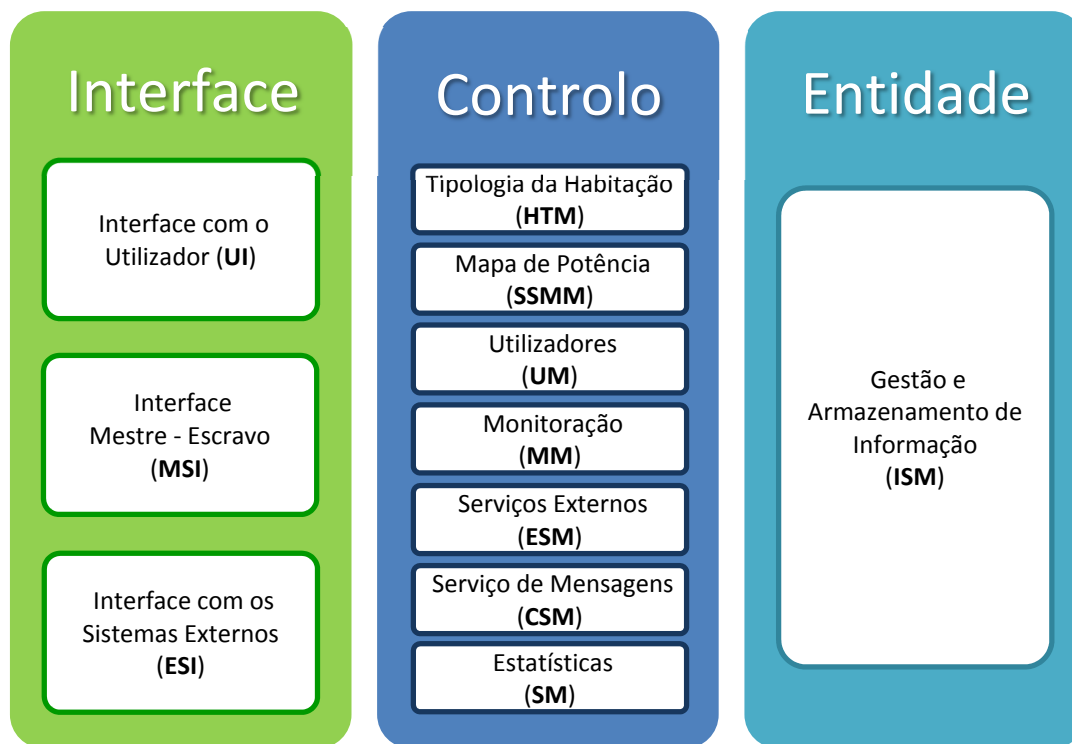 Interface
Interface com o
Utilizador (UI)
Interface
Mestre - Escravo
(MSI)
Interface com os
Sistemas Externos
(ESI)
Controlo
Tipologia da Habitação
(HTM)
Mapa de Potência
(SSMM)
Utilizadores
(UM)
Monitoração
(MM)
Serviços Externos
(ESM)
Serviço de Mensagens
(CSM)
Estatísticas
(SM)
Entidade
Gestão e
Armazenamento de
Informação
(ISM)